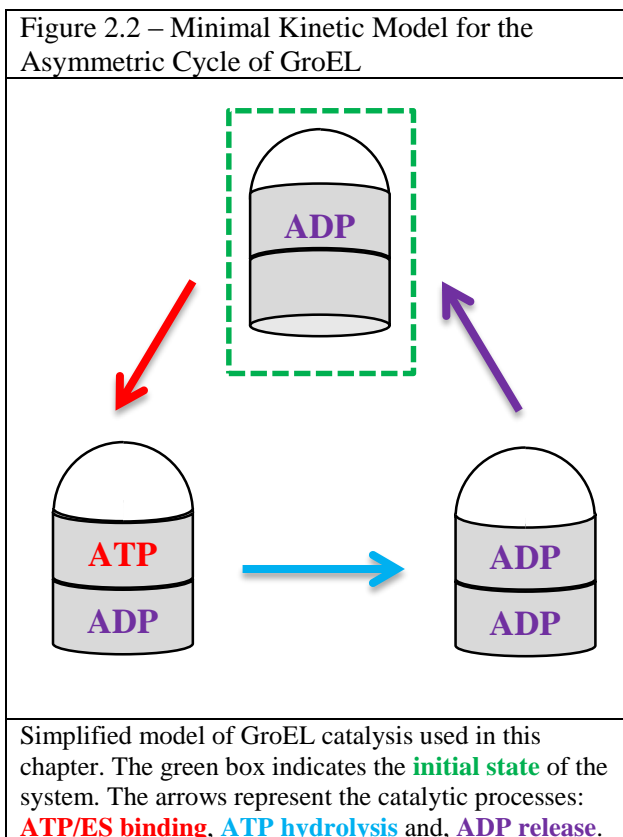 Figure 2.2 – Minimal Kinetic Model for the
Asymmetric Cycle of GroEL
ADP
ATP
ADP
ADP
ADP
Simplified model of GroEL catalysis used in this
chapter. The green box indicates the initial state of the
system. The arrows represent the catalytic processes:
ATP/ES binding, ATP hydrolysis and, ADP release.